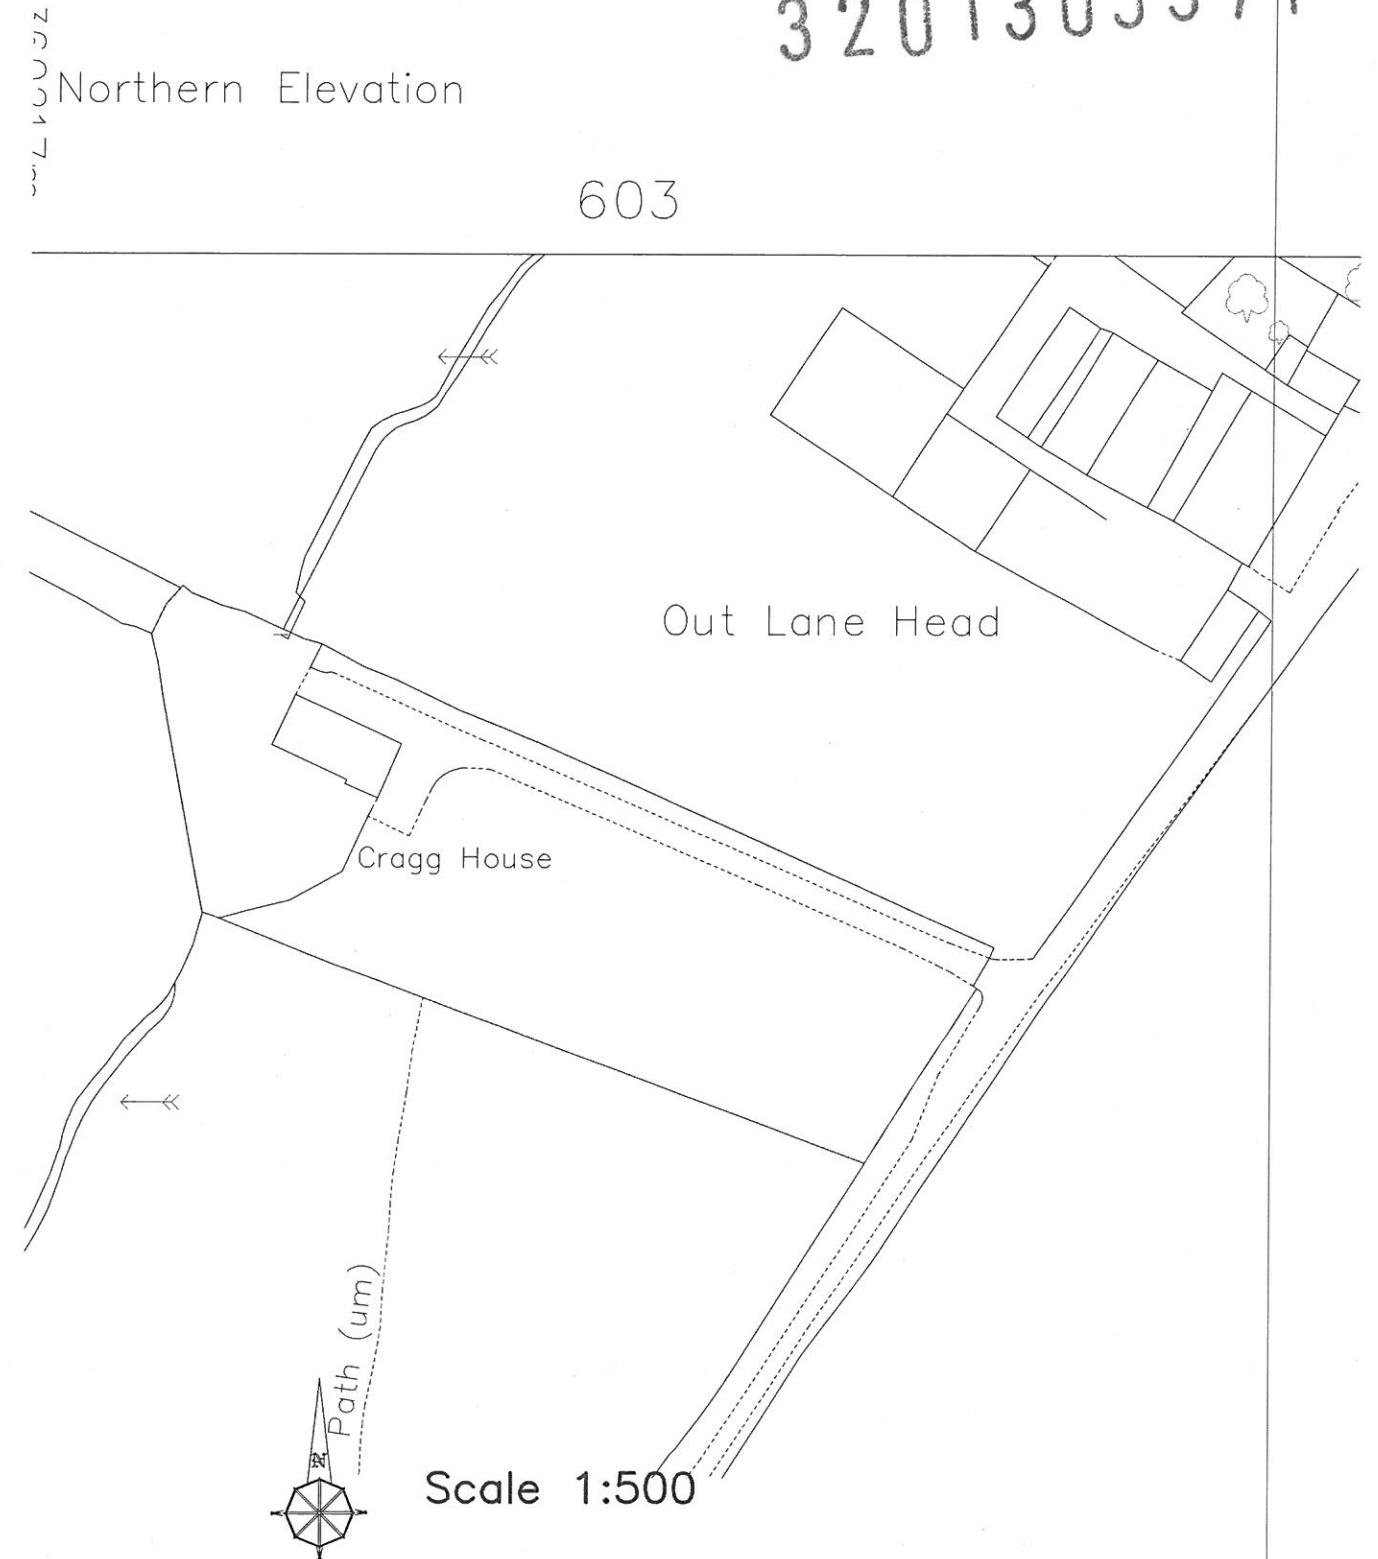 Northern Elevation
603
Out Lane Head
Cragg House
Path (um)
N
Scale 1:500